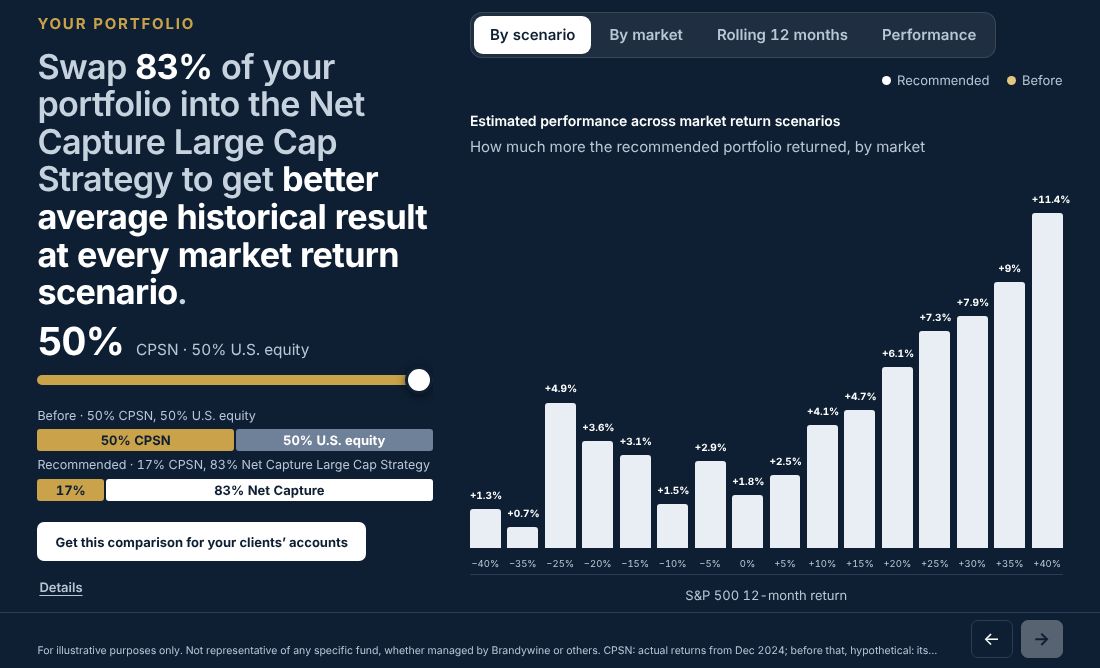 YOUR PORTFOLIO
Swap 83% of your
portfolio into the Net
Capture Large Cap
Strategy to get better
average historical result
at every market return
scenario.
50% CPSN · 50% U.S. equity
Before · 50% CPSN, 50% U.S. equity
50% CPSN 50% U.S. equity
Recommended · 17% CPSN, 83% Net Capture Large Cap Strategy
17% 83% Net Capture
Get this comparison for your clients’ accounts
Details
By scenario By market Rolling 12 months Performance
Recommended Before
Estimated performance across market return scenarios
How much more the recommended portfolio returned, by market
+1.3% +0.7% +4.9% +3.6% +3.1% +1.5% +2.9% +1.8% +2.5% +4.1% +4.7% +6.1% +7.3% +7.9% +9% +11.4%
−40% −35% −25% −20% −15% −10% −5% 0% +5% +10% +15% +20% +25% +30% +35% +40%
S&P 500 12-month return
For illustrative purposes only. Not representative of any specific fund, whether managed by Brandywine or others. CPSN: actual returns from Dec 2024; before that, hypothetical: its…